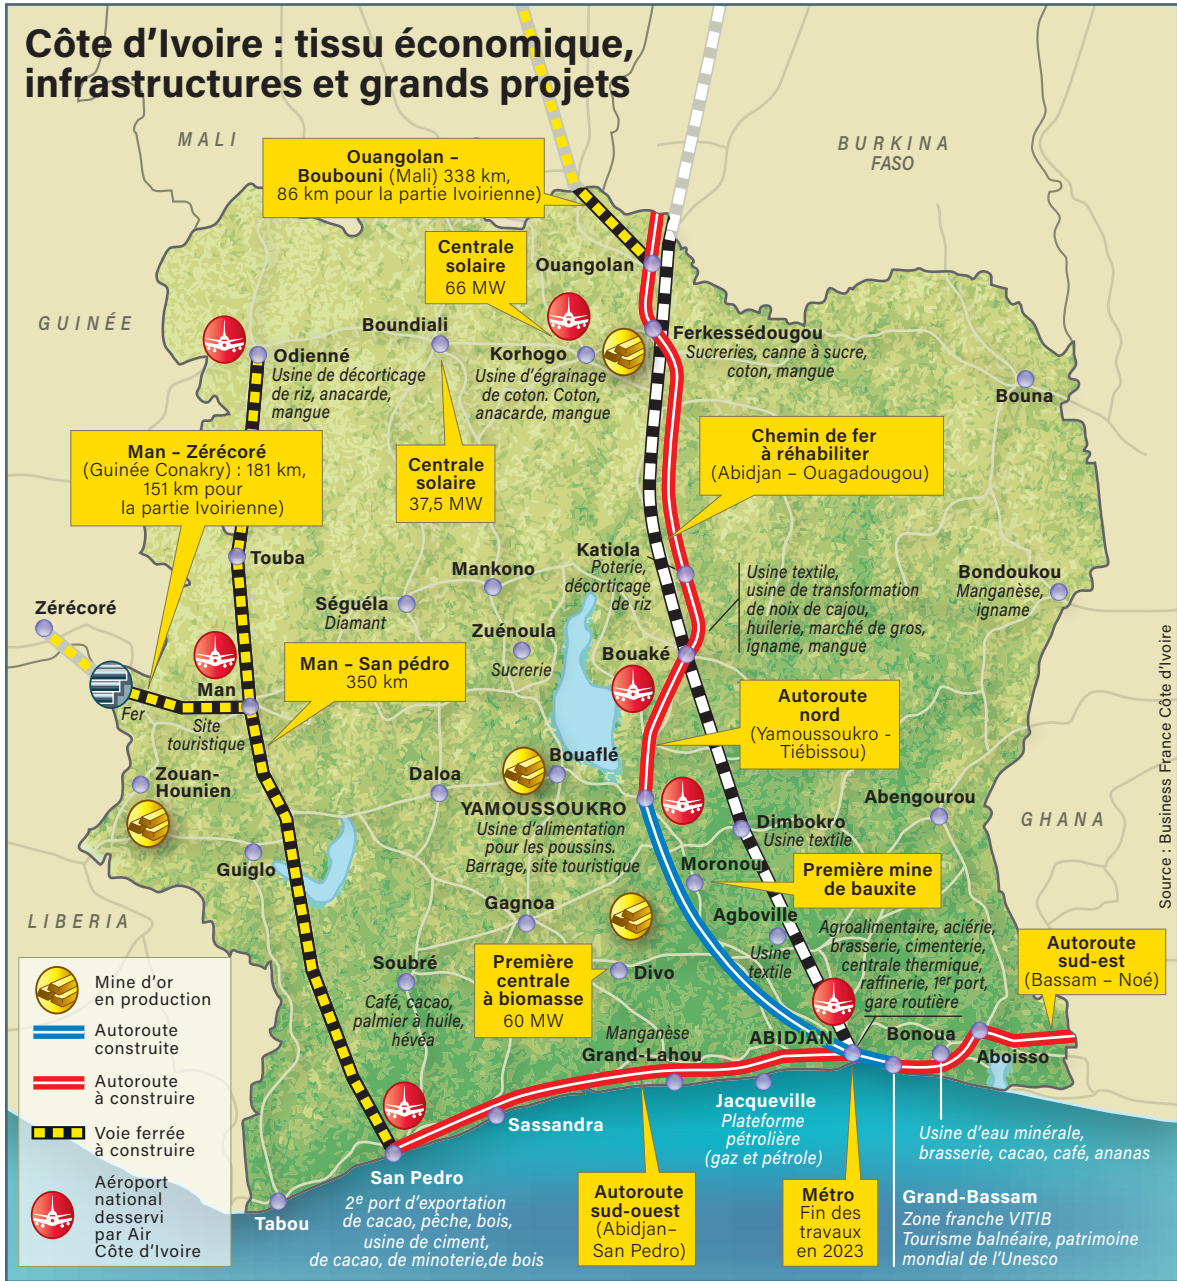 Côte d'Ivoire : tissu économique,
infrastructures et grands projets
MALI
BURKINA
FASO
Ouangolan –
Boubouni (Mali) 338 km,
86 km pour la partie Ivoirienne)
Centrale
solaire
66 MW
Ouangolan
GUINÉE
Boundiali
Ferkessédougou
Sucreries, canne à sucre,
coton, mangue
Odienné
Usine de décorticage
de riz, anacarde,
mangue
Korhogo
Usine d'égrainage
de coton. Coton,
anacarde, mangue
Bouna
Man – Zérécoré
(Guinée Conakry) : 181 km,
151 km pour
la partie Ivoirienne)
Centrale
solaire
37,5 MW
Chemin de fer
à réhabiliter
(Abidjan – Ouagadougou)
Touba
Katiola
Poterie,
décorticage
de riz
Mankono
Usine textile,
usine de transformation
de noix de cajou,
huilerie, marché de gros,
igname, mangue
Bondoukou
Manganèse,
igname
Zérécoré
Séguéla
Diamant
Zuénoula
Sucrerie
Bouaké
Man – San pédro
350 km
Man
Fer
Site
touristique
Autoroute
nord
(Yamoussoukro -
Tiébissou)
Zouan-
Hounien
Daloa
Bouaflé
YAMOUSSOUKRO
Usine d'alimentation
pour les poussins.
Barrage, site touristique
Abengourou
GHANA
Dimbokro
Usine textile
Guiglo
Moronou
Première mine
de bauxite
LIBERIA
Gagnoa
Agboville
Usine
textile
Agroalimentaire, aciérie,
brasserie, cimenterie,
centrale thermique,
raffinerie, 1er port,
gare routière
Autoroute
sud-est
(Bassam – Noé)
Soubré
Café, cacao,
palmier à huile,
hévéa
Première
centrale
à biomasse
60 MW
Divo
Manganèse
Grand-Lahou
ABIDJAN
Bonoua
Aboisso
Jacqueville
Plateforme
pétrolière
(gaz et pétrole)
Sassandra
Usine d'eau minérale,
brasserie, cacao, café, ananas
San Pedro
2e port d'exportation
de cacao, pêche, bois,
usine de ciment,
de cacao, de minoterie,de bois
Tabou
Autoroute
sud-ouest
(Abidjan–
San Pedro)
Métro
Fin des
travaux
en 2023
Grand-Bassam
Zone franche VITIB
Tourisme balnéaire, patrimoine
mondial de l'Unesco
Mine d'or
en production
Autoroute
construite
Autoroute
à construire
Voie ferrée
à construire
Aéroport
national
desservi
par Air
Côte d'Ivoire
Source : Business France Côte d'Ivoire